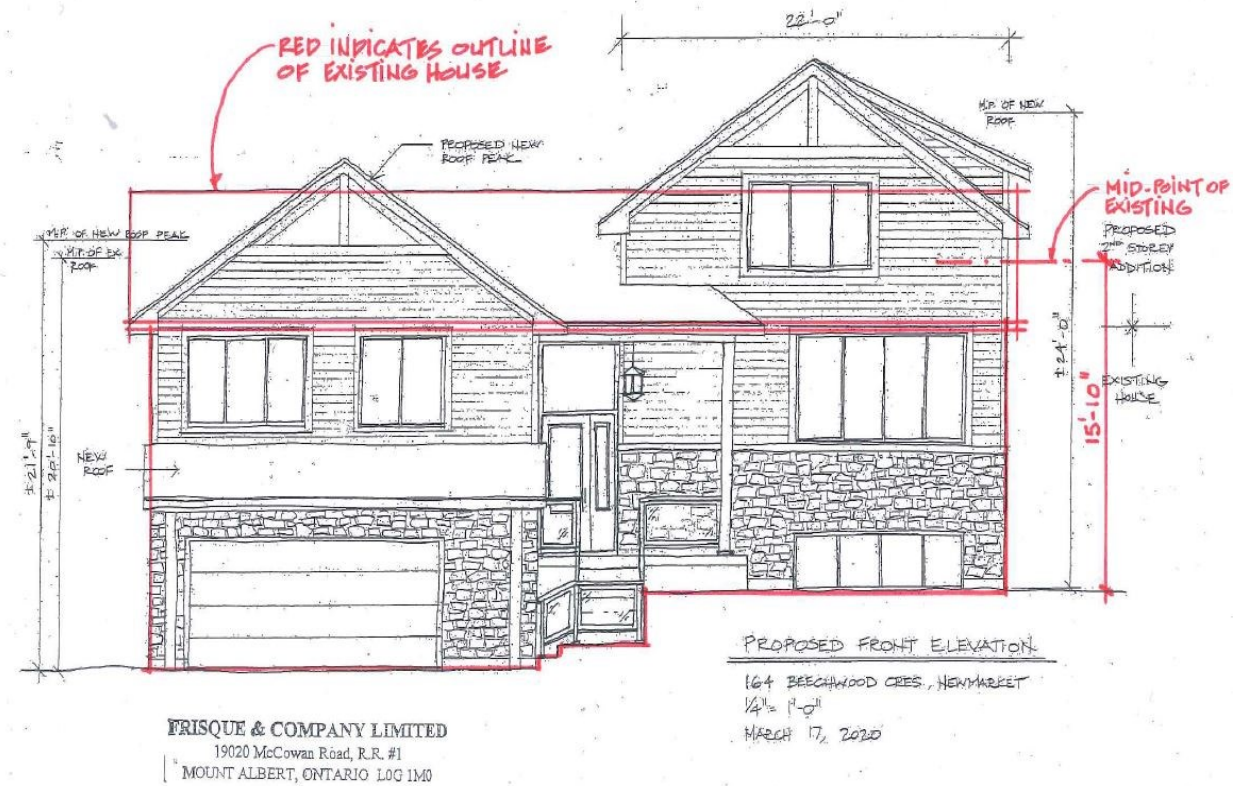 22'-0"
RED INDICATES OUTLINE
OF EXISTING HOUSE
M.P. OF NEW
ROOF
PROPOSED NEW
ROOF PEAK
MID-POINT OF
EXISTING
PROPOSED
2ND STOREY
ADDITION
M.P. OF NEW ROOF PEAK
M.P. OF EX.
ROOF
± 24'-0"
EXISTING
HOUSE
15'-10"
NEW
ROOF
± 21'-9"
± 20'-10"
PROPOSED FRONT ELEVATION
164 BEECHWOOD CRES., NEWMARKET
1/4" = 1'-0"
MARCH 17, 2020
FRISQUE & COMPANY LIMITED
19020 McCowan Road, R.R. #1
MOUNT ALBERT, ONTARIO L0G 1M0